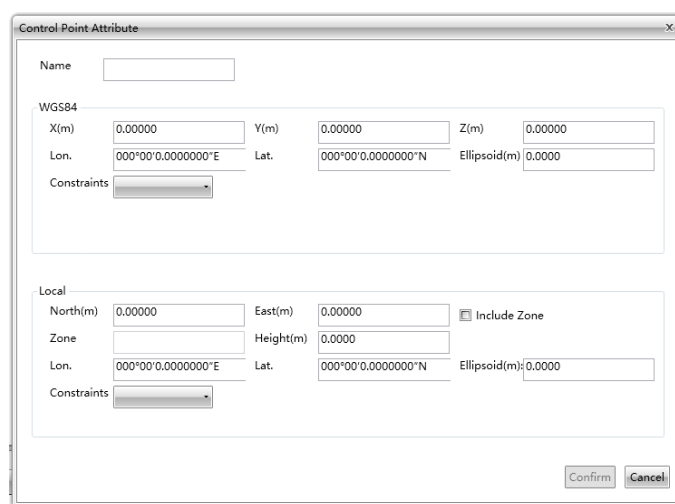 Control Point Attribute x
Name
WGS84
X(m) 0.00000 Y(m) 0.00000 Z(m) 0.00000
Lon. 000°00'0.0000000"E Lat. 000°00'0.0000000"N Ellipsoid(m) 0.0000
Constraints
Local
North(m) 0.00000 East(m) 0.00000 Include Zone
Zone Height(m) 0.0000
Lon. 000°00'0.0000000"E Lat. 000°00'0.0000000"N Ellipsoid(m): 0.0000
Constraints
Confirm Cancel